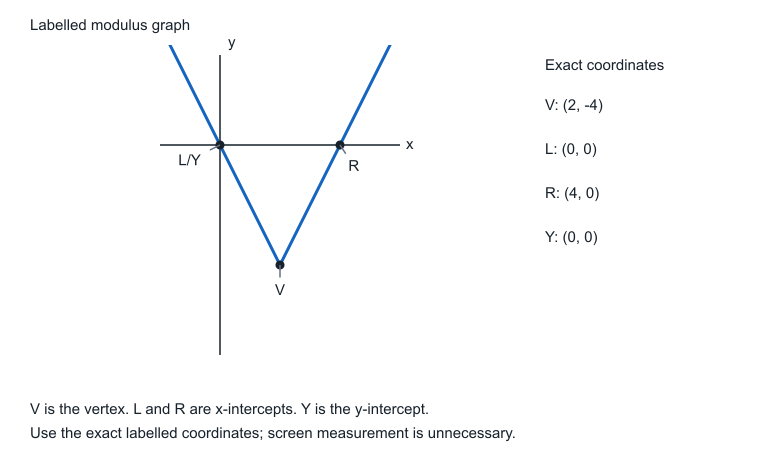 Labelled modulus graph
y
x
L/Y
R
V
Exact coordinates
V: (2, -4)
L: (0, 0)
R: (4, 0)
Y: (0, 0)
V is the vertex. L and R are x-intercepts. Y is the y-intercept.
Use the exact labelled coordinates; screen measurement is unnecessary.